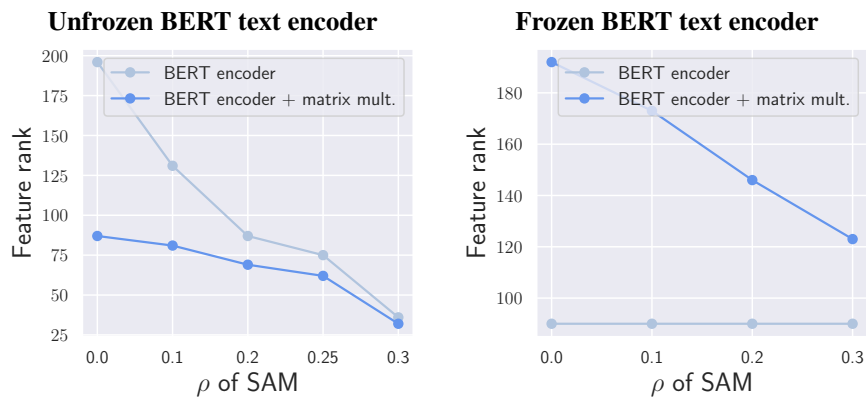 Unfrozen BERT text encoder
200
175
150
125
100
75
50
25
Feature rank
BERT encoder
BERT encoder + matrix mult.
0.0 0.1 0.2 0.25 0.3
ρ of SAM
Frozen BERT text encoder
180
160
140
120
100
Feature rank
BERT encoder
BERT encoder + matrix mult.
0.0 0.1 0.2 0.3
ρ of SAM